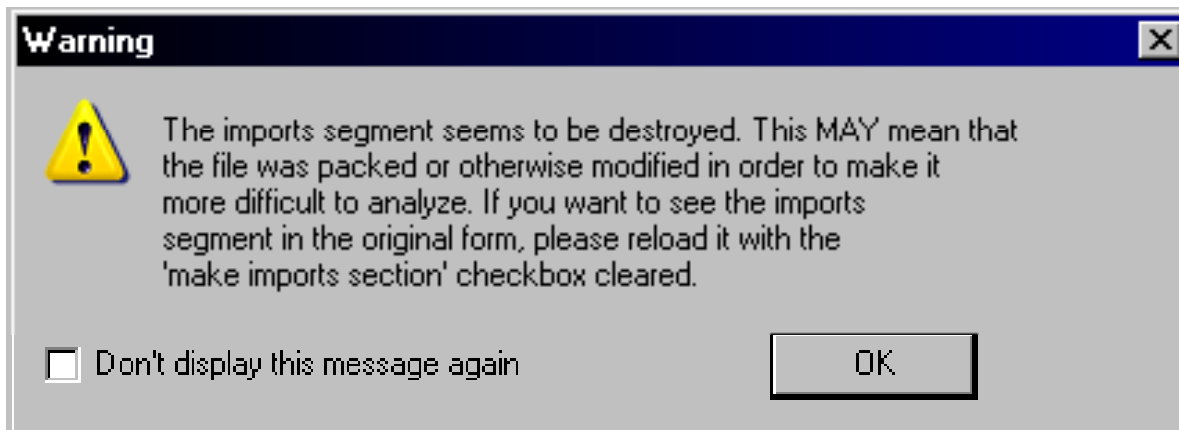 Warning
The imports segment seems to be destroyed. This MAY mean that
the file was packed or otherwise modified in order to make it
more difficult to analyze. If you want to see the imports
segment in the original form, please reload it with the
'make imports section' checkbox cleared.
Don't display this message again
OK